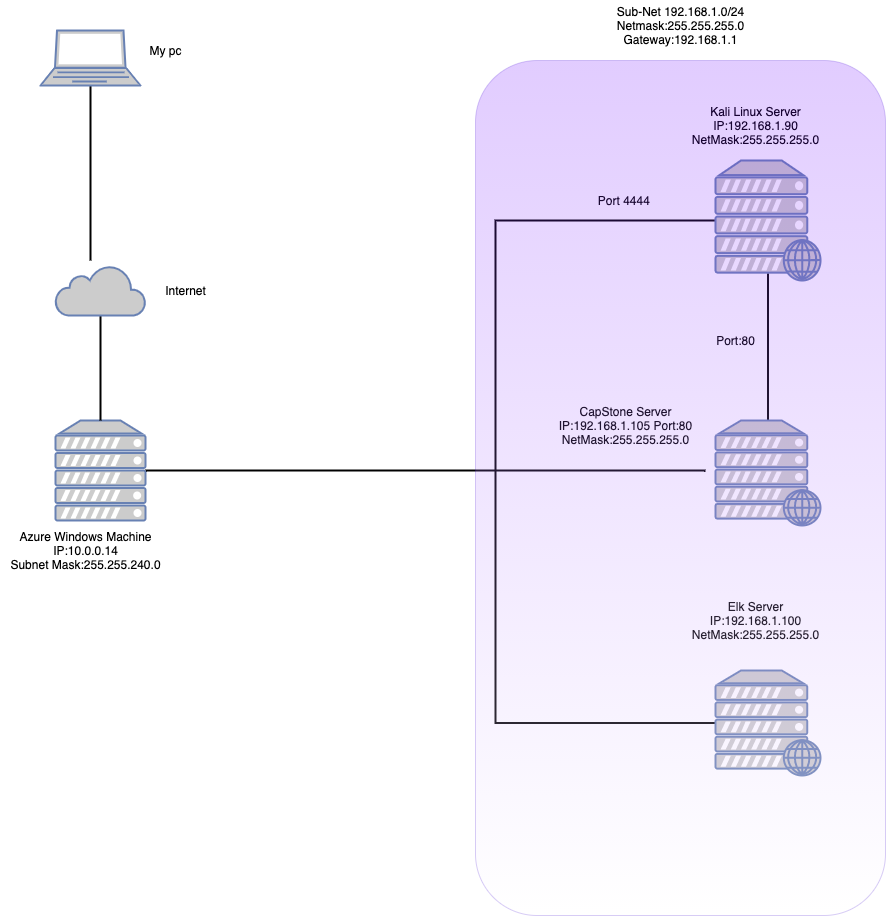 Sub-Net 192.168.1.0/24
Netmask:255.255.255.0
Gateway:192.168.1.1
My pc
Kali Linux Server
IP:192.168.1.90
NetMask:255.255.255.0
Port 4444
Internet
Port:80
CapStone Server
IP:192.168.1.105 Port:80
NetMask:255.255.255.0
Azure Windows Machine
IP:10.0.0.14
Subnet Mask:255.255.240.0
Elk Server
IP:192.168.1.100
NetMask:255.255.255.0